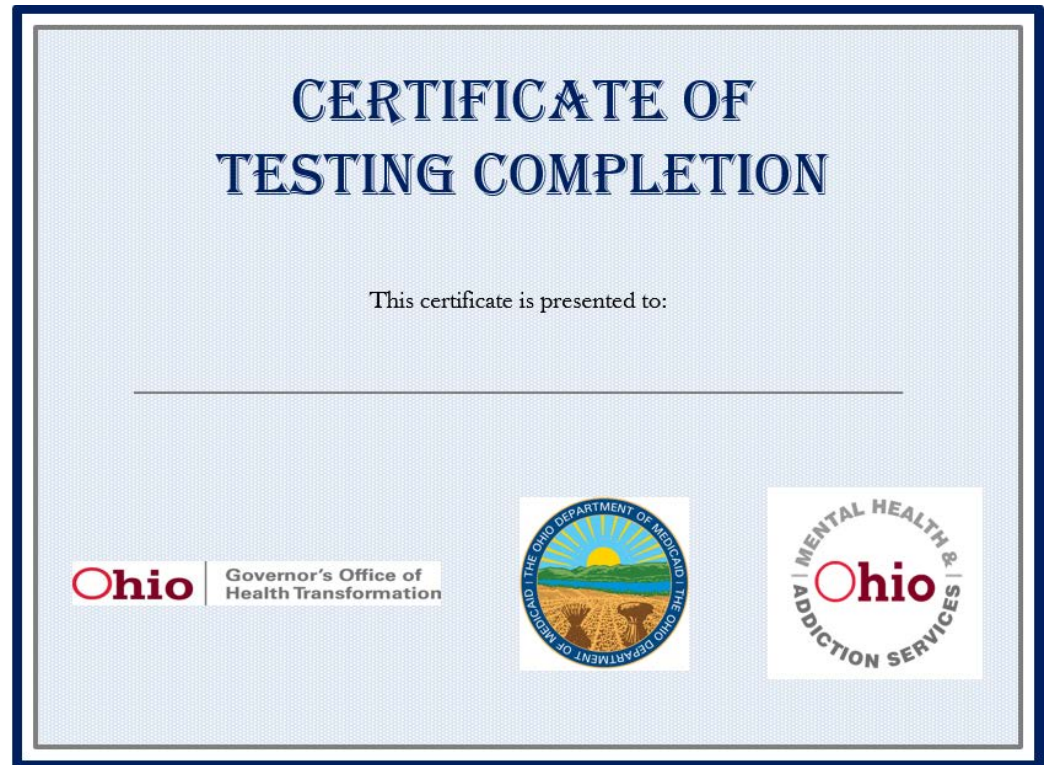 CERTIFICATE OF
TESTING COMPLETION
This certificate is presented to:
Ohio
Governor's Office of
Health Transformation
THE OHIO DEPARTMENT OF MEDICAID | THE OHIO DEPARTMENT OF MEDICAID |
MENTAL HEALTH &
Ohio
ADDICTION SERVICES